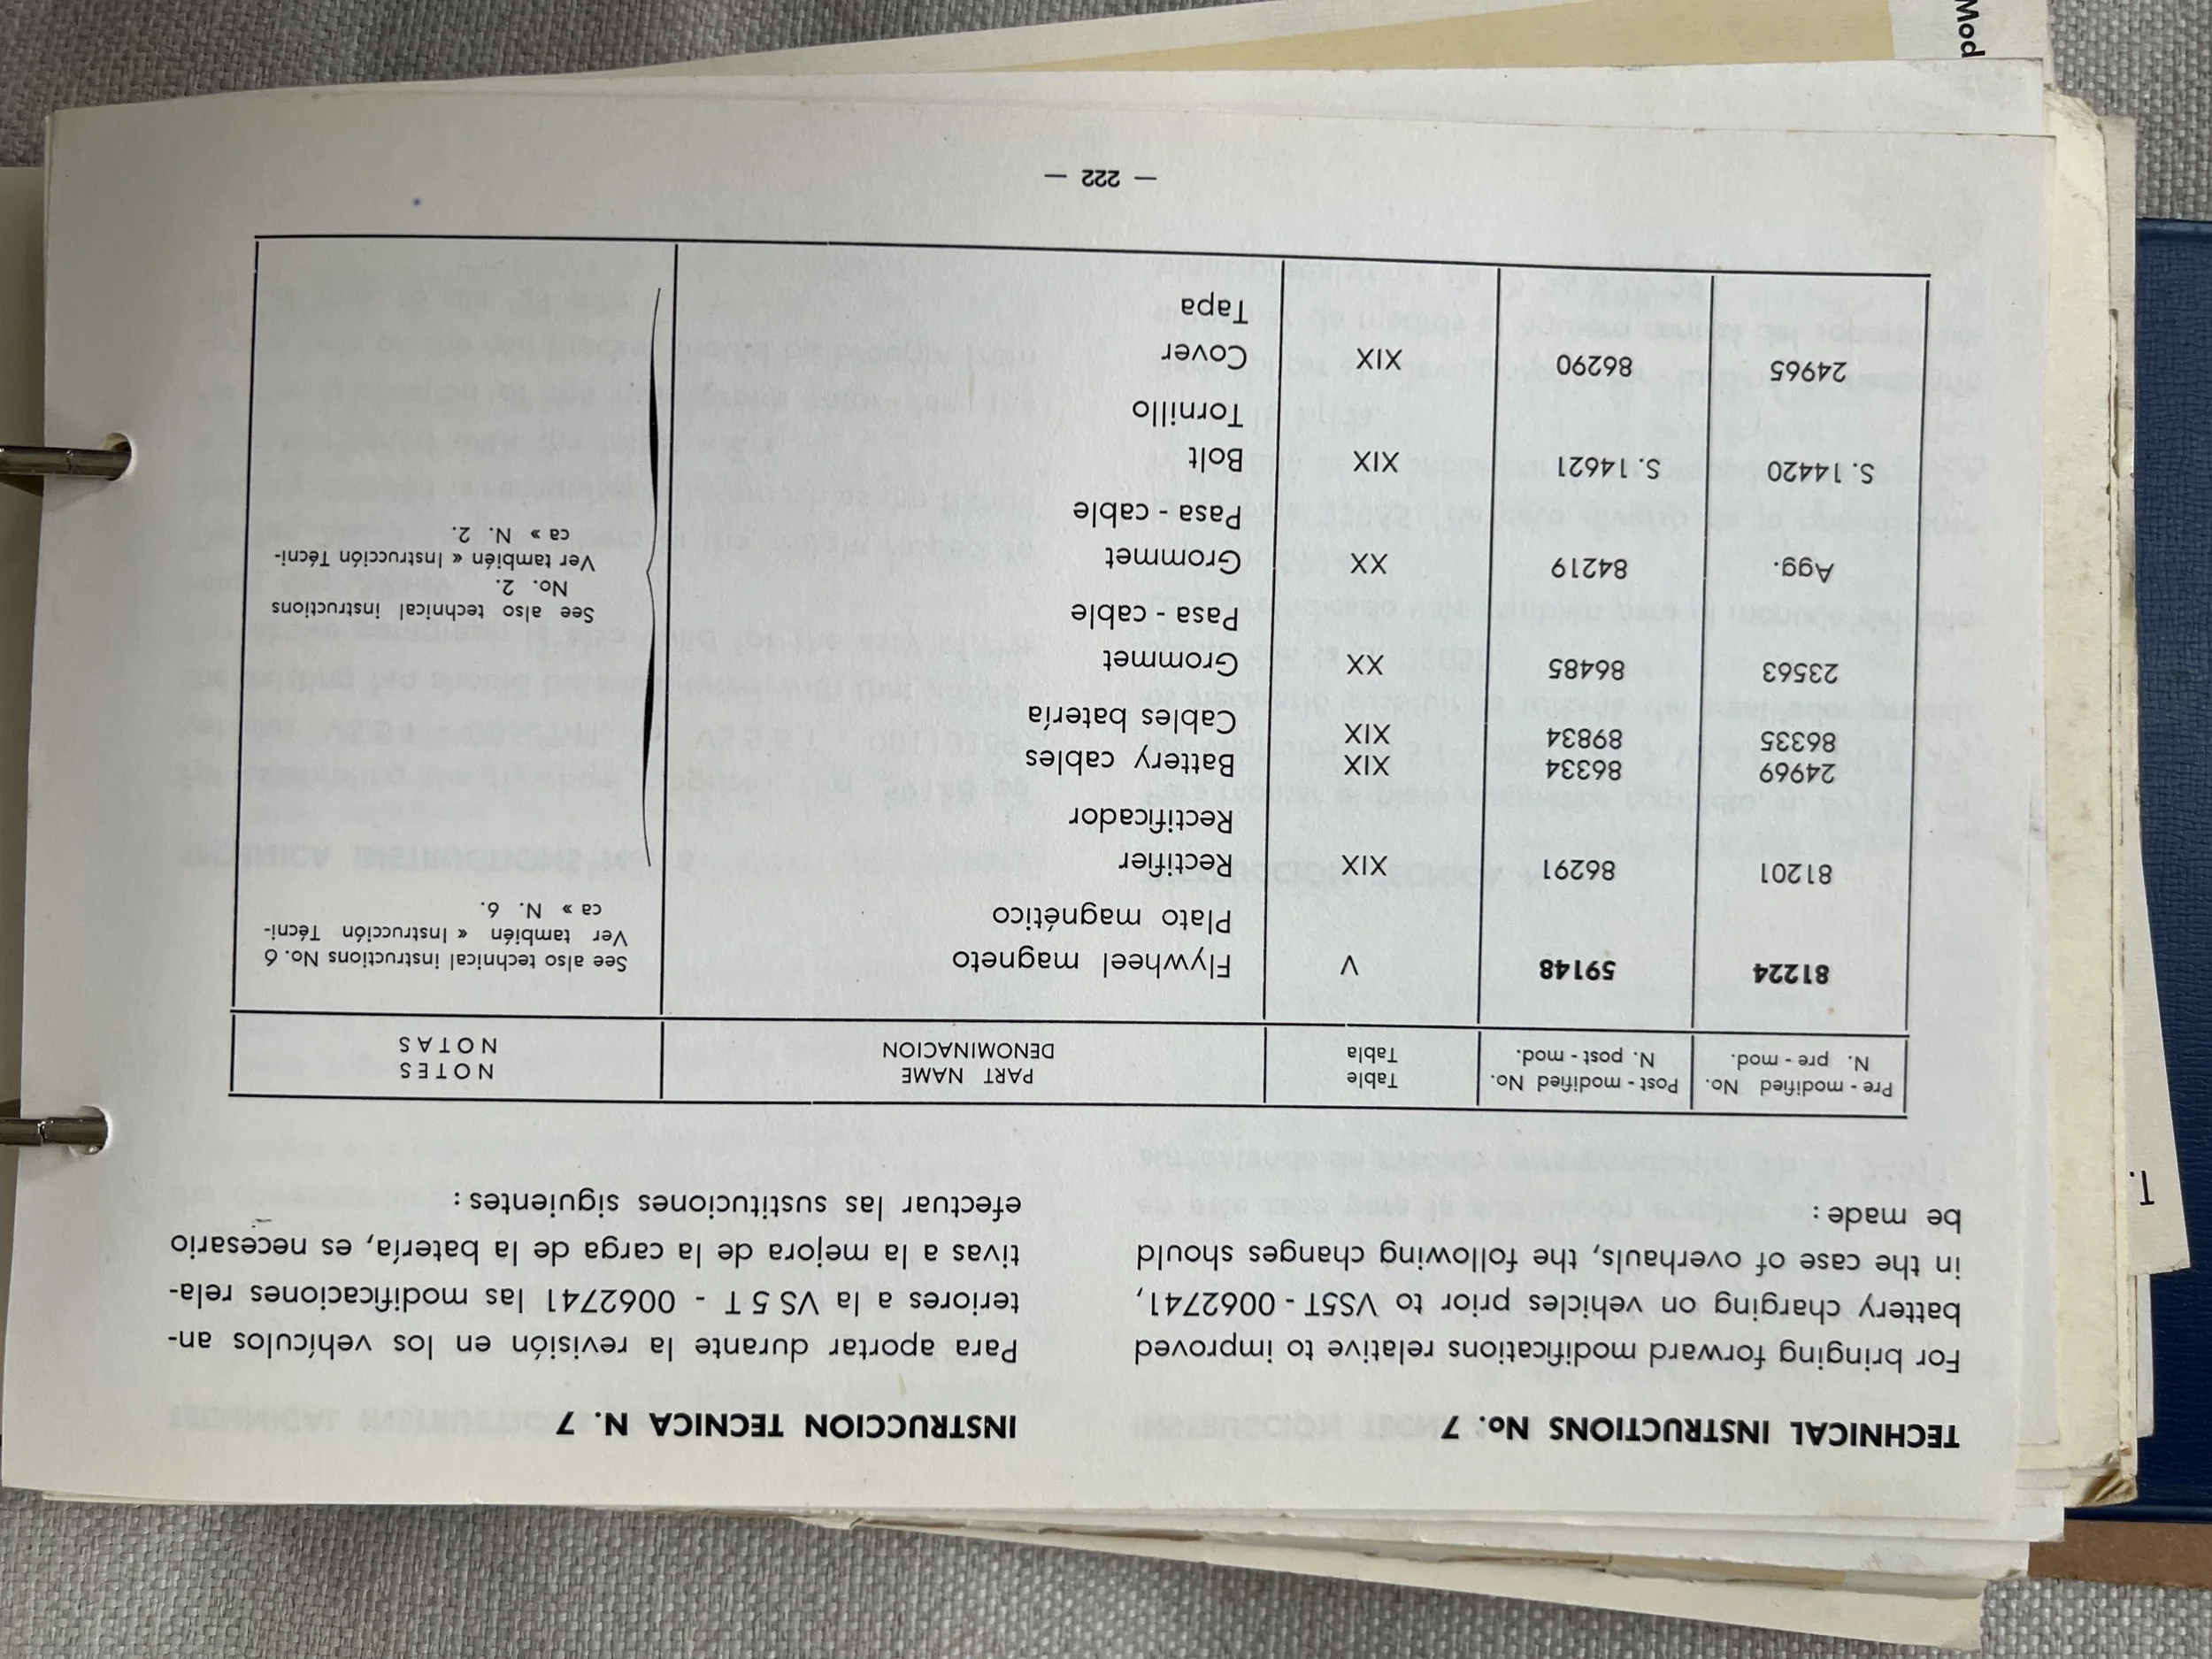 TECHNICAL INSTRUCTIONS No. 7
For bringing forward modifications relative to improved
battery charging on vehicles prior to VS5T - 0062741,
in the case of overhauls, the following changes should
be made :
INSTRUCCION TECNICA N. 7
Para aportar durante la revisión en los vehículos an-
teriores a la VS 5 T - 0062741 las modificaciones rela-
tivas a la mejora de la carga de la batería, es necesario
efectuar las sustituciones siguientes :
Pre - modified No. Post - modified No. Table PART NAME NOTES
N. pre - mod. N. post - mod. Tabla DENOMINACION NOTAS
81224 59148 V Flywheel magneto See also technical instructions No. 6
Plato magnético Ver también « Instrucción Técni-
ca » N. 6.
81201 86291 XIX Rectifier
Rectificador
24969 86334 XIX Battery cables
86335 89834 XIX Cables batería
23563 86485 XX Grommet
Pasa - cable
See also technical instructions
No. 2.
Agg. 84219 XX Grommet Ver también « Instrucción Técni-
Pasa - cable ca » N. 2.
S. 14420 S. 14621 XIX Bolt
Tornillo
24965 86290 XIX Cover
Tapa
— 222 —
Mod
T.